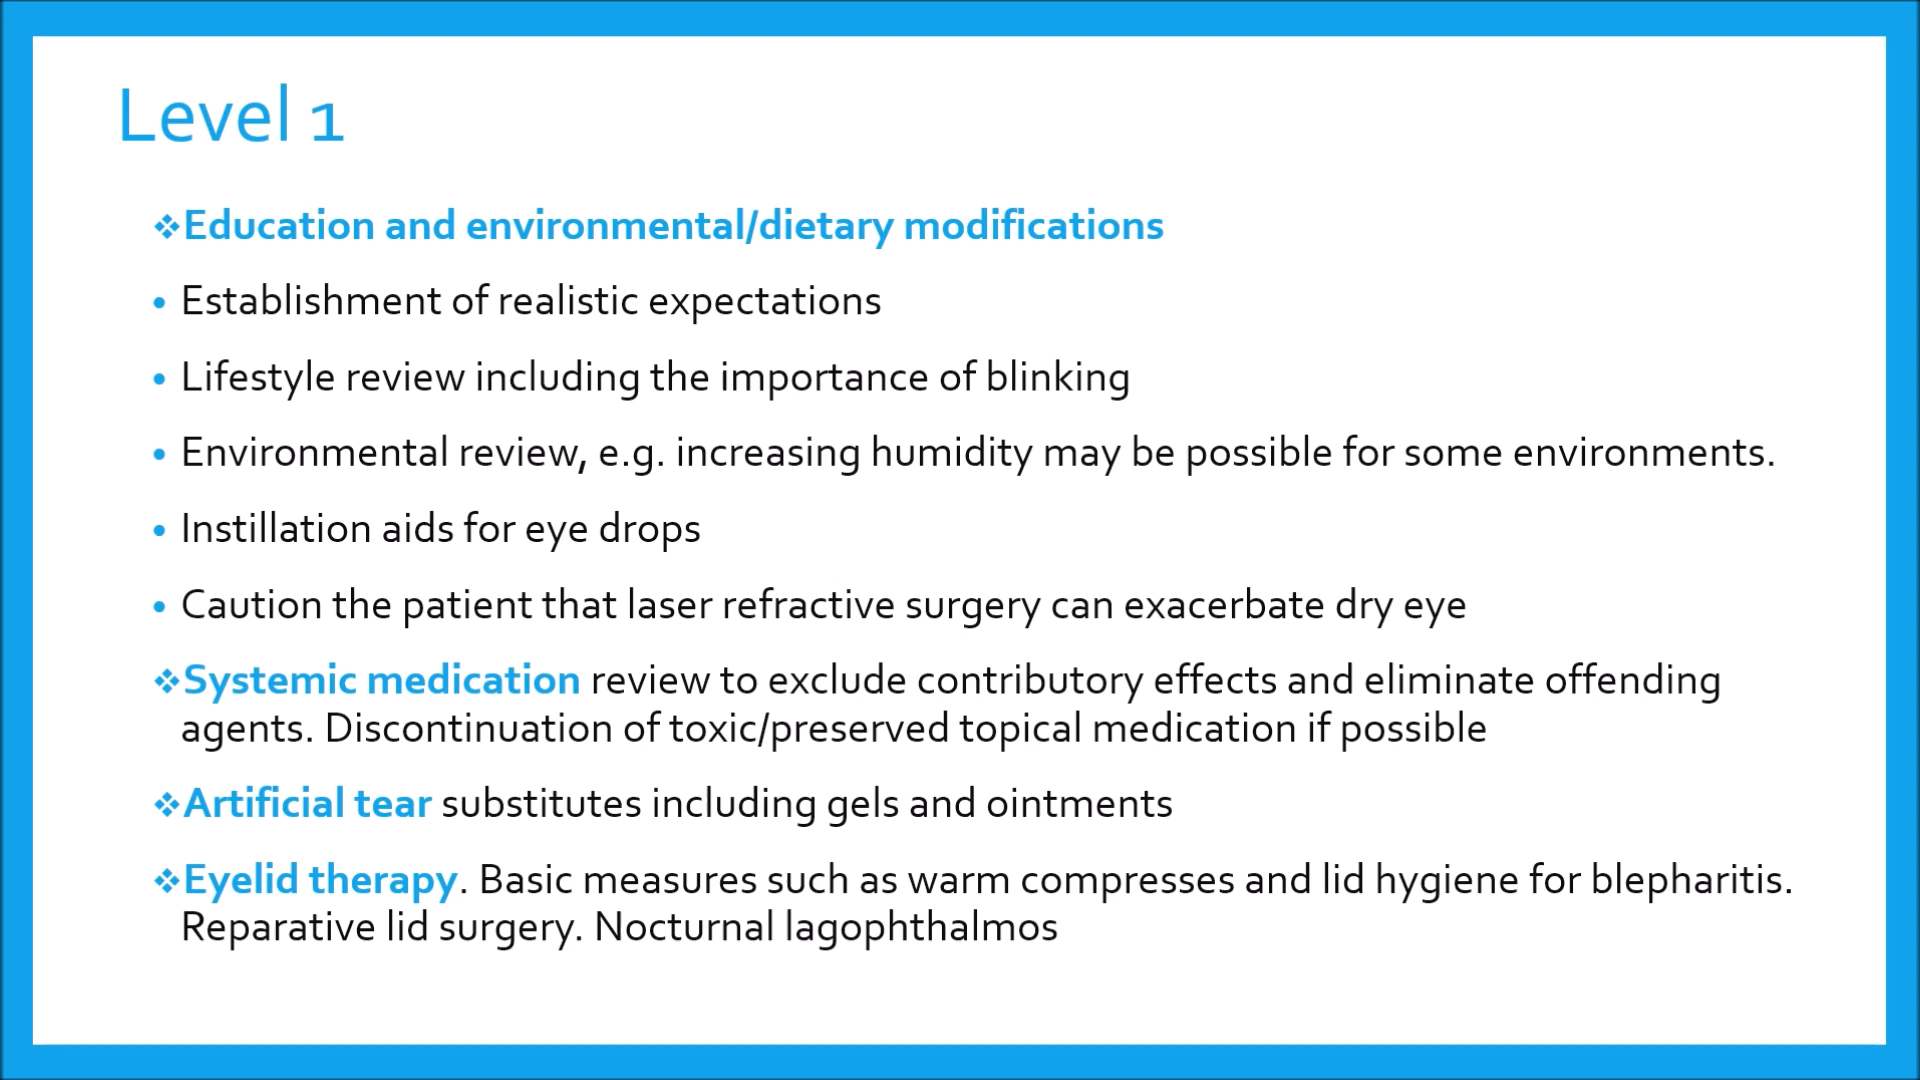 Level 1
❖Education and environmental/dietary modifications
• Establishment of realistic expectations
• Lifestyle review including the importance of blinking
• Environmental review, e.g. increasing humidity may be possible for some environments.
• Instillation aids for eye drops
• Caution the patient that laser refractive surgery can exacerbate dry eye
❖Systemic medication review to exclude contributory effects and eliminate offending
agents. Discontinuation of toxic/preserved topical medication if possible
❖Artificial tear substitutes including gels and ointments
❖Eyelid therapy. Basic measures such as warm compresses and lid hygiene for blepharitis.
Reparative lid surgery. Nocturnal lagophthalmos